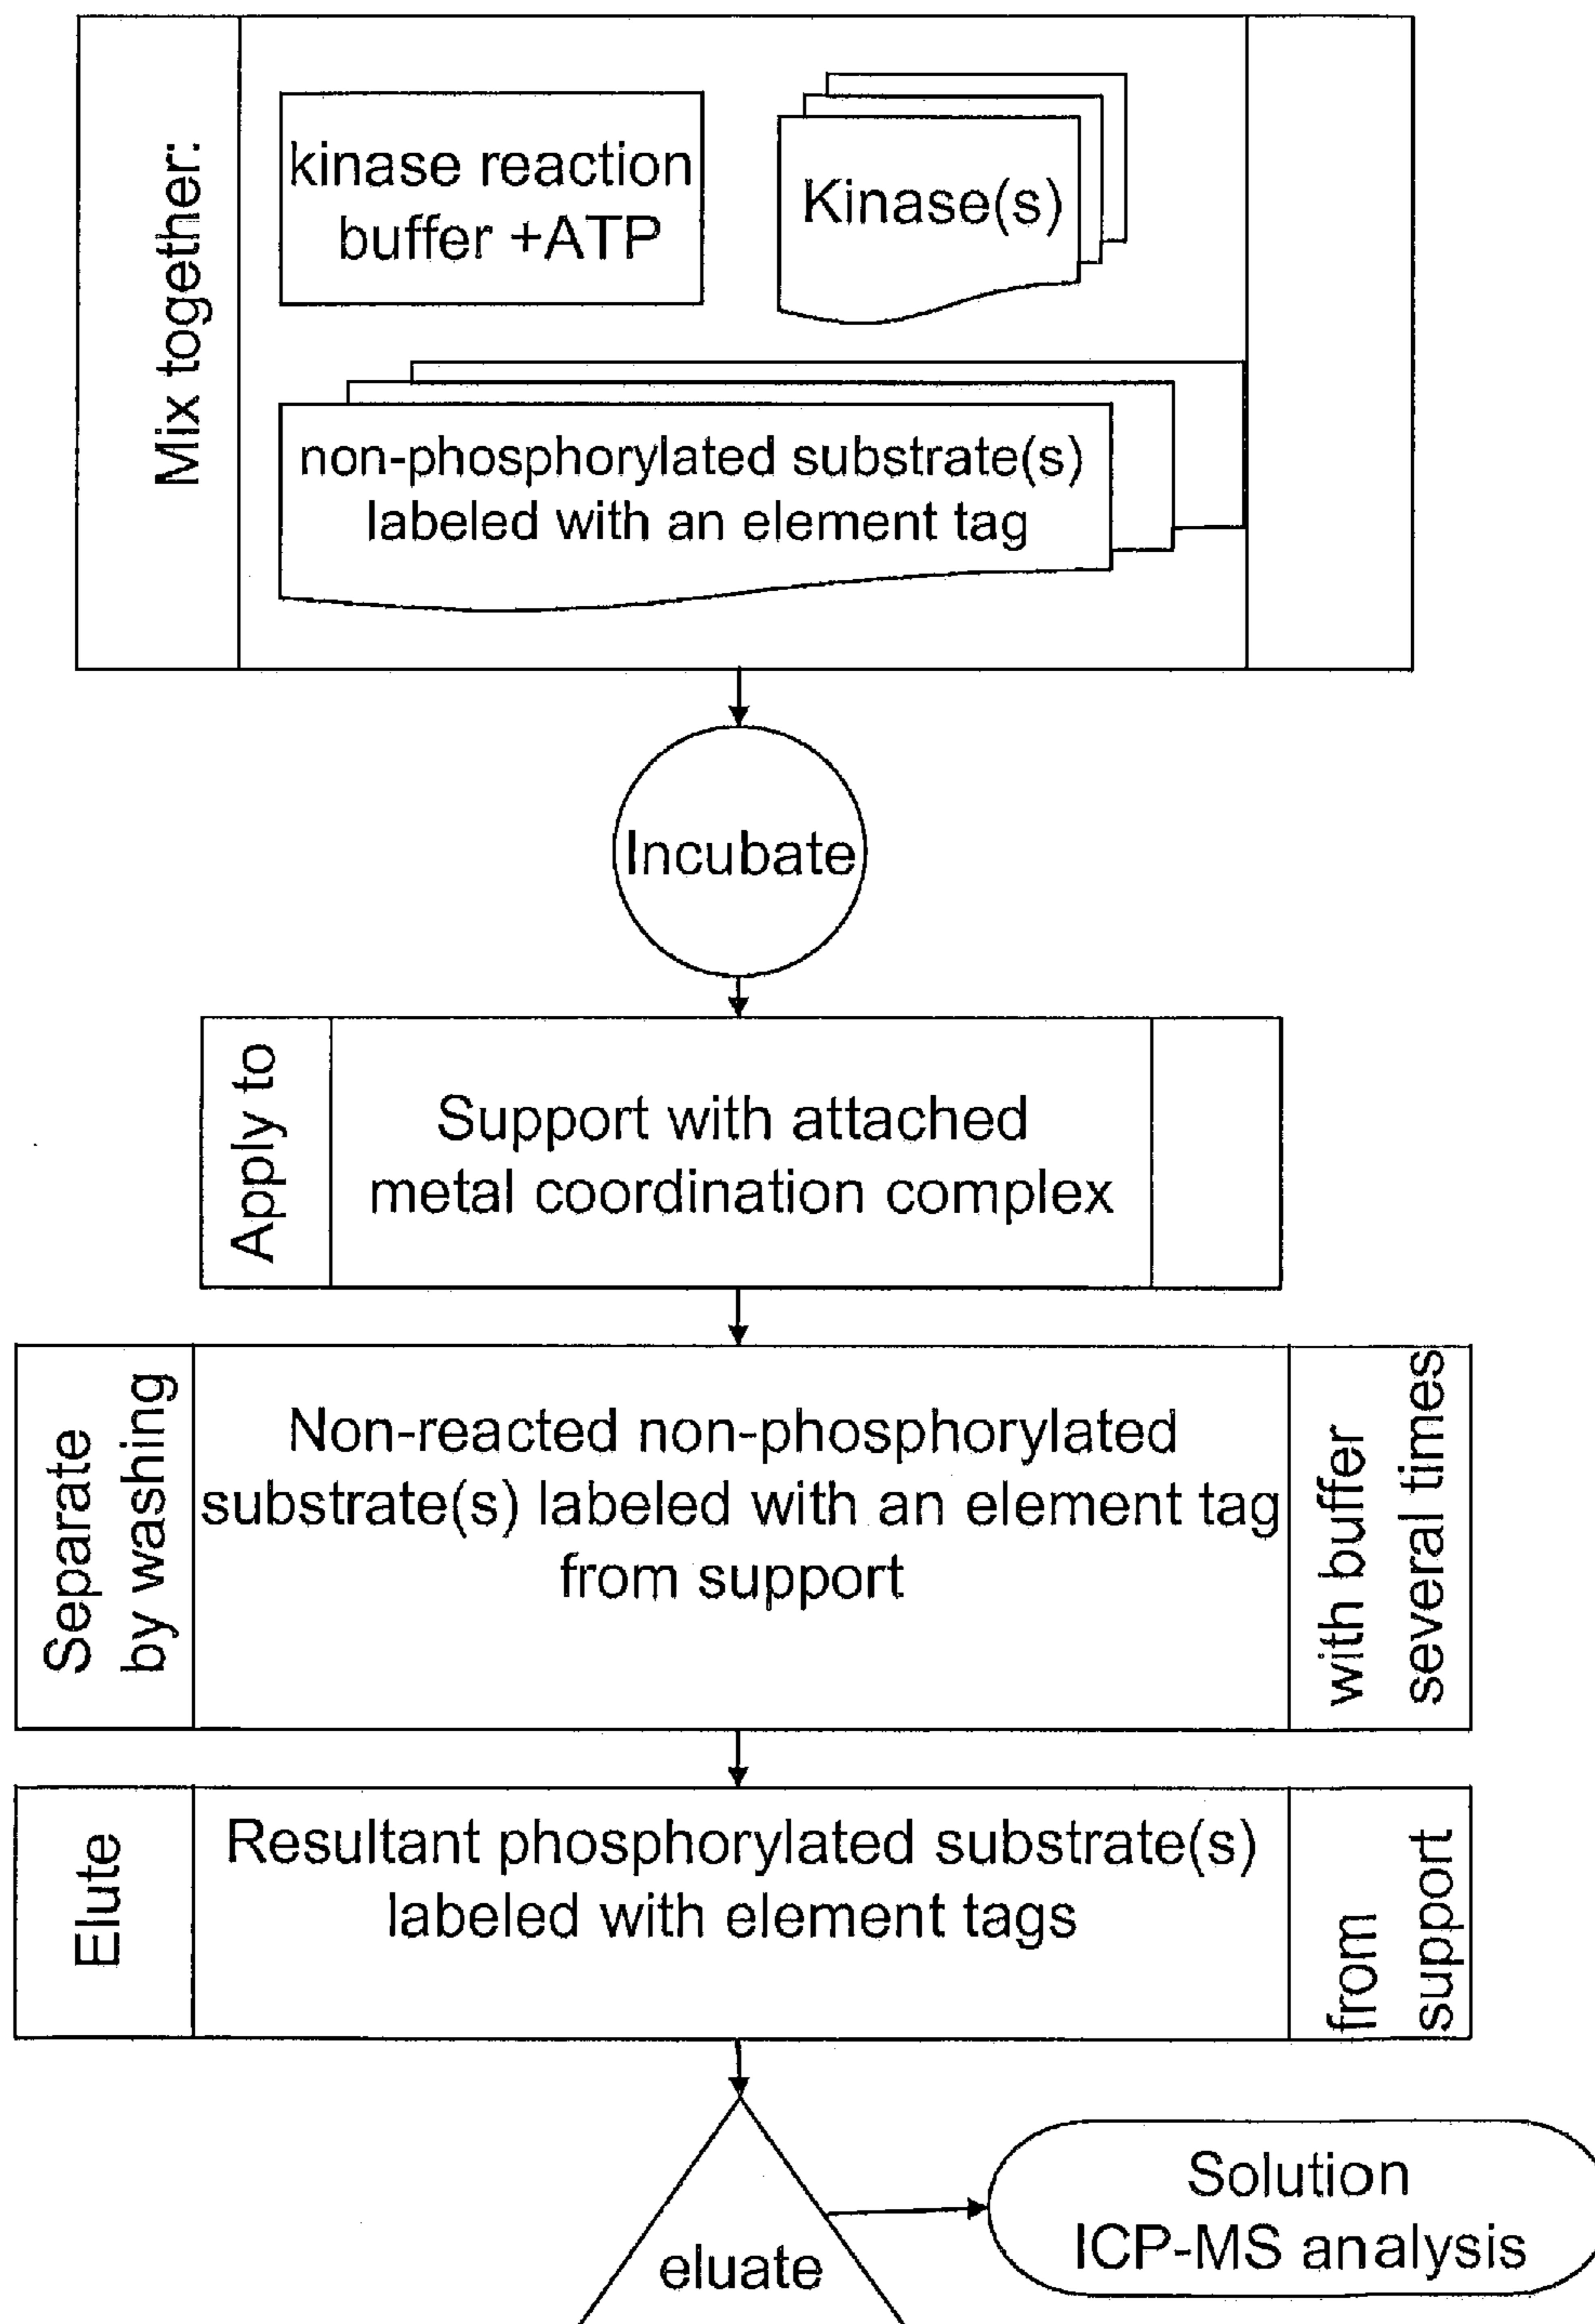 Mix together:
kinase reaction
buffer +ATP
Kinase(s)
non-phosphorylated substrate(s)
labeled with an element tag
Incubate
Apply to
Support with attached
metal coordination complex
Separate
by washing
Non-reacted non-phosphorylated
substrate(s) labeled with an element tag
from support
with buffer
several times
Elute
Resultant phosphorylated substrate(s)
labeled with element tags
from
support
eluate
Solution
ICP-MS analysis